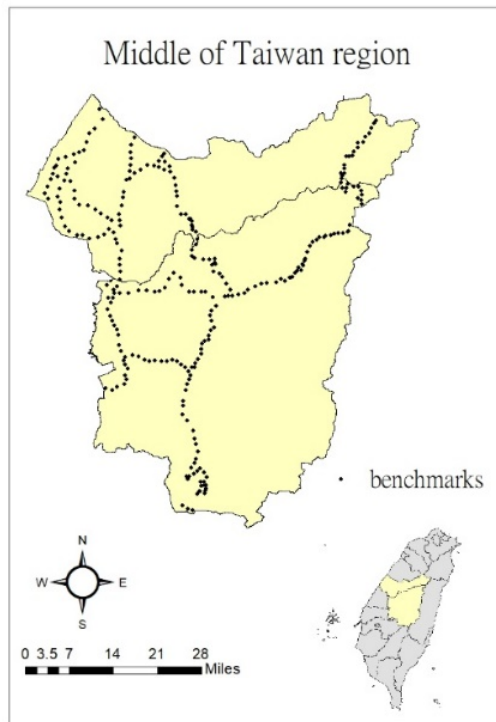 Middle of Taiwan region
benchmarks
N
W E
S
0 3.5 7 14 21 28
Miles